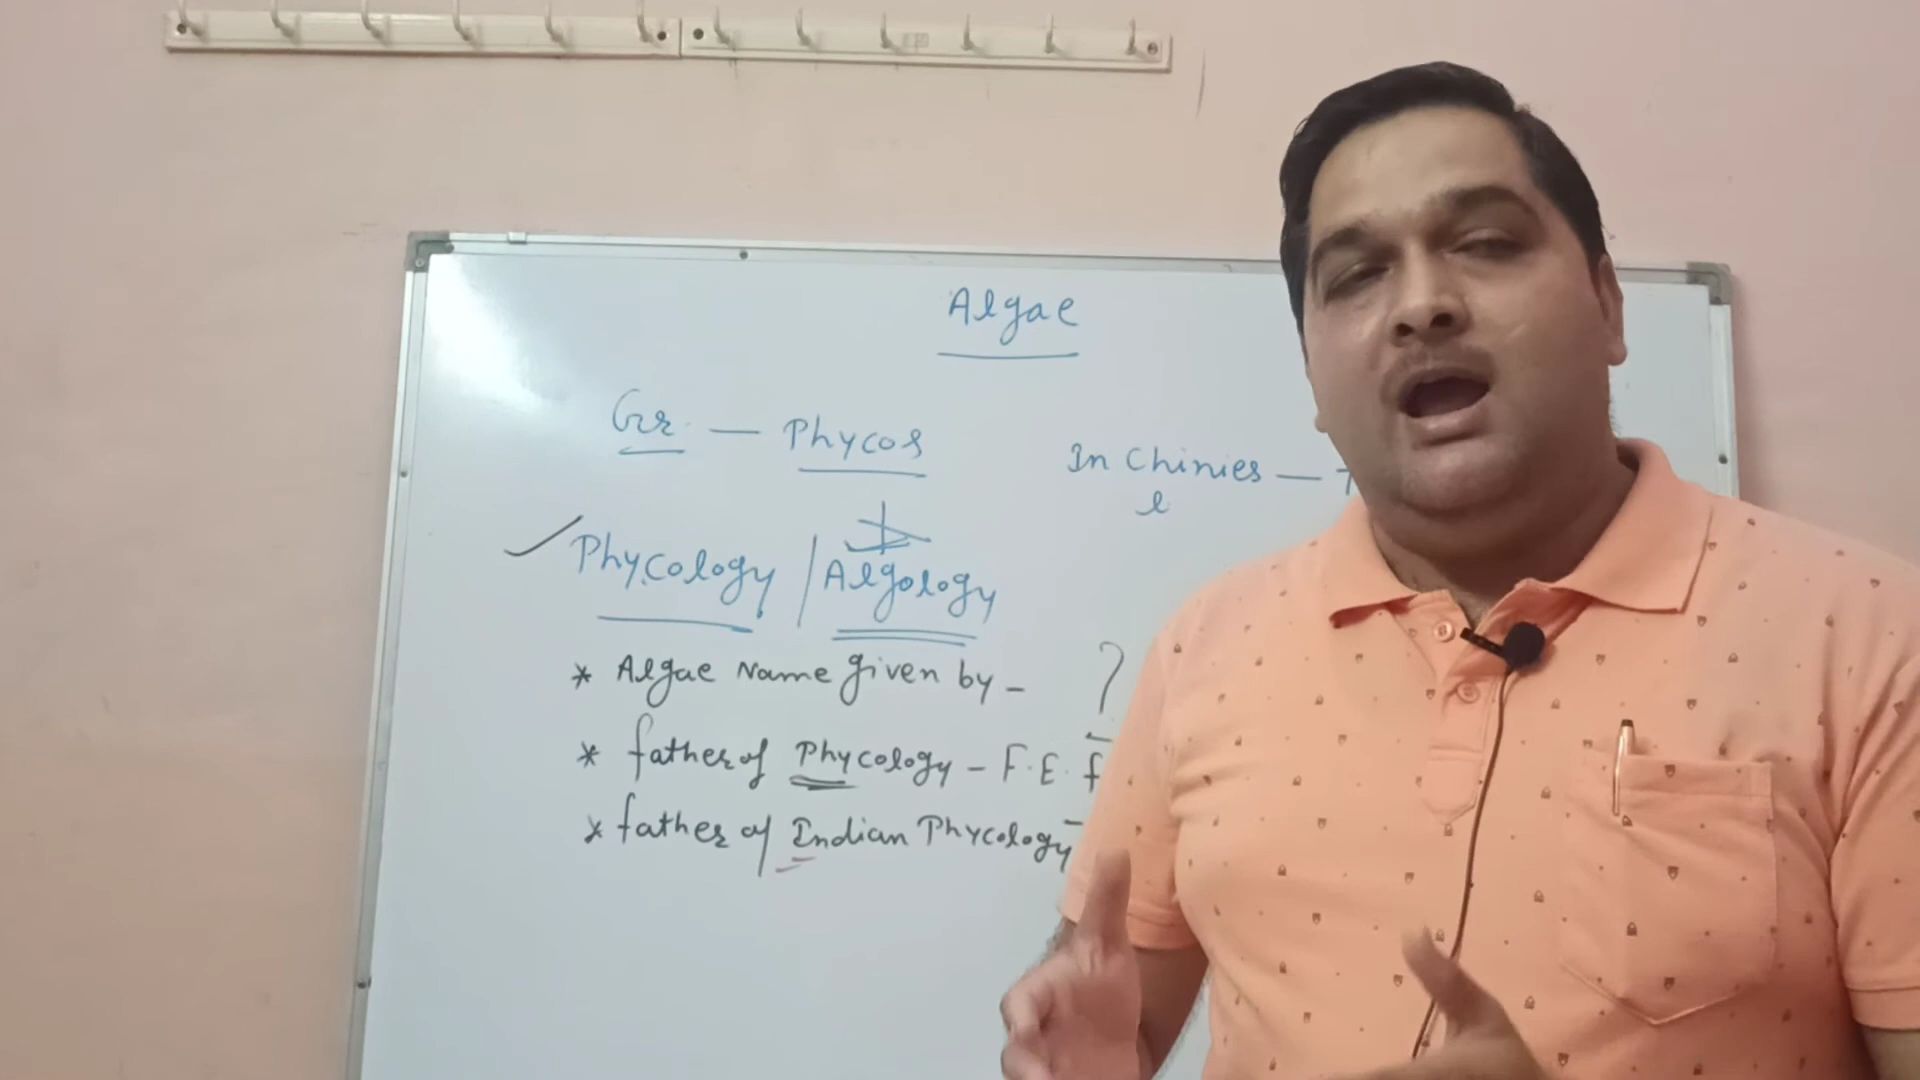 Algae
Gr. — Phycos
In Chinies —
Phycology / Algology
* Algae Name given by - ?
* father of Phycology - F.E. f
* father of Indian Phycology -